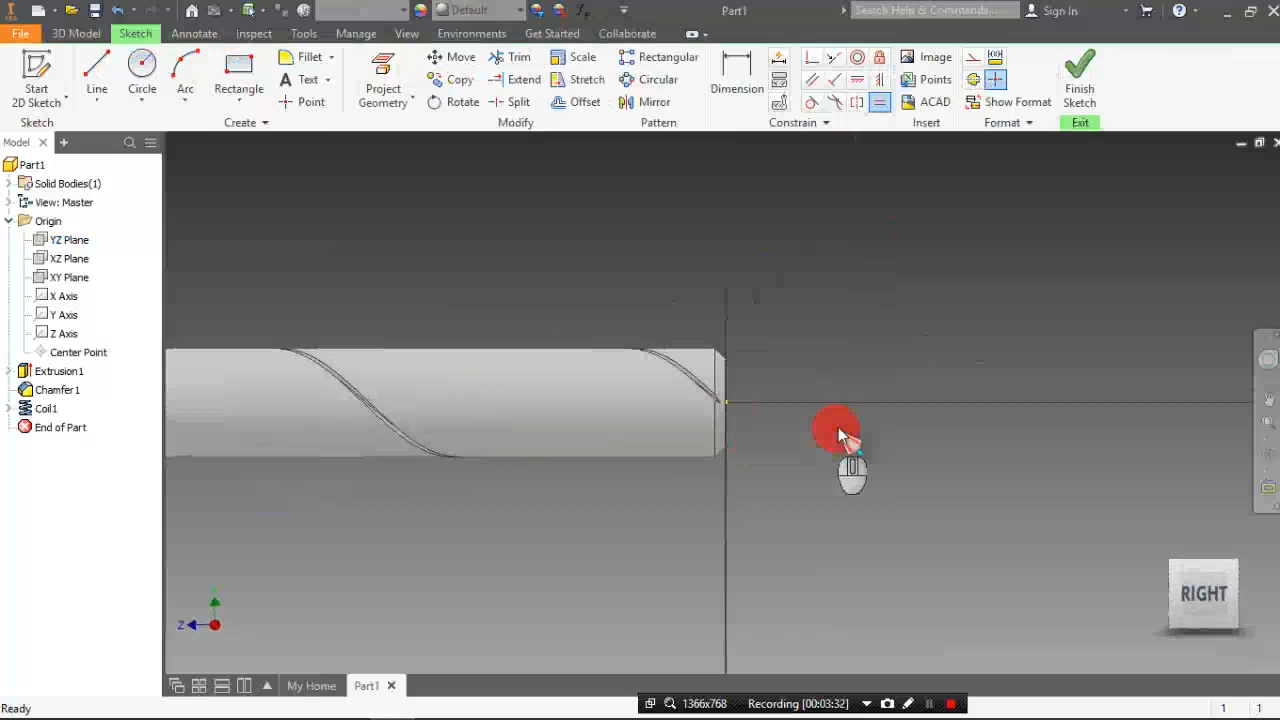 Default
Part1
Search Help & Commands...
Sign In
File
3D Model
Sketch
Annotate
Inspect
Tools
Manage
View
Environments
Get Started
Collaborate
Start
2D Sketch
Line
Circle
Arc
Rectangle
Fillet
Text
Point
Project
Geometry
Move
Copy
Rotate
Trim
Extend
Split
Scale
Stretch
Offset
Rectangular
Circular
Mirror
Dimension
Image
Points
ACAD
Show Format
Finish
Sketch
Sketch
Create
Modify
Pattern
Constrain
Insert
Format
Exit
Model
Part1
Solid Bodies(1)
View: Master
Origin
YZ Plane
XZ Plane
XY Plane
X Axis
Y Axis
Z Axis
Center Point
Extrusion1
Chamfer1
Coil1
End of Part
Z
RIGHT
My Home
Part1
1366x768
Recording [00:03:32]
Ready
1
1